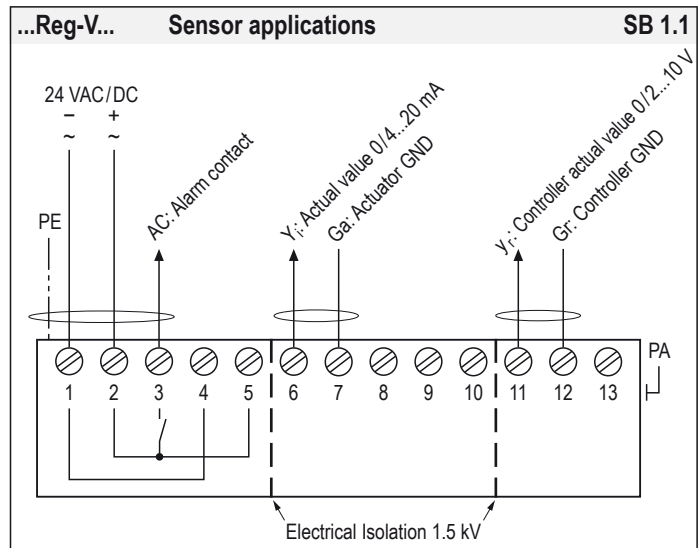 ...Reg-V... Sensor applications SB 1.1
24 VAC/DC
– +
~ ~
PE
AC: Alarm contact
Yi: Actual value 0/4...20 mA
Ga: Actuator GND
yr: Controller actual value 0/2...10 V
Gr: Controller GND
PA
1 2 3 4 5 6 7 8 9 10 11 12 13
Electrical Isolation 1.5 kV